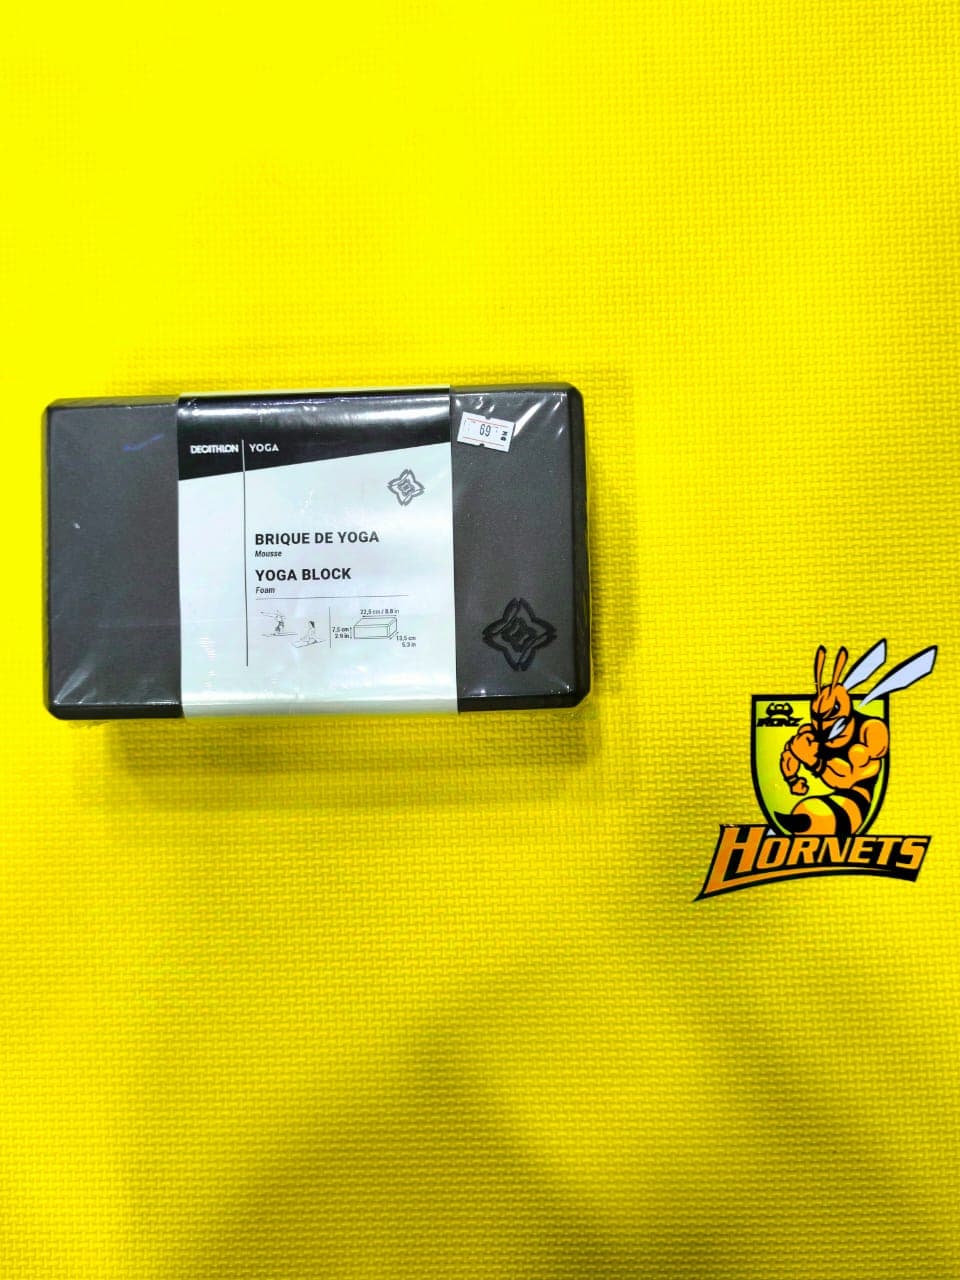 DECATHLON YOGA
69
BRIQUE DE YOGA
Mousse
YOGA BLOCK
Foam
22,5 cm / 8.8 in
7,5 cm
2.9 in
13,5 cm
5.3 in
HORNETS